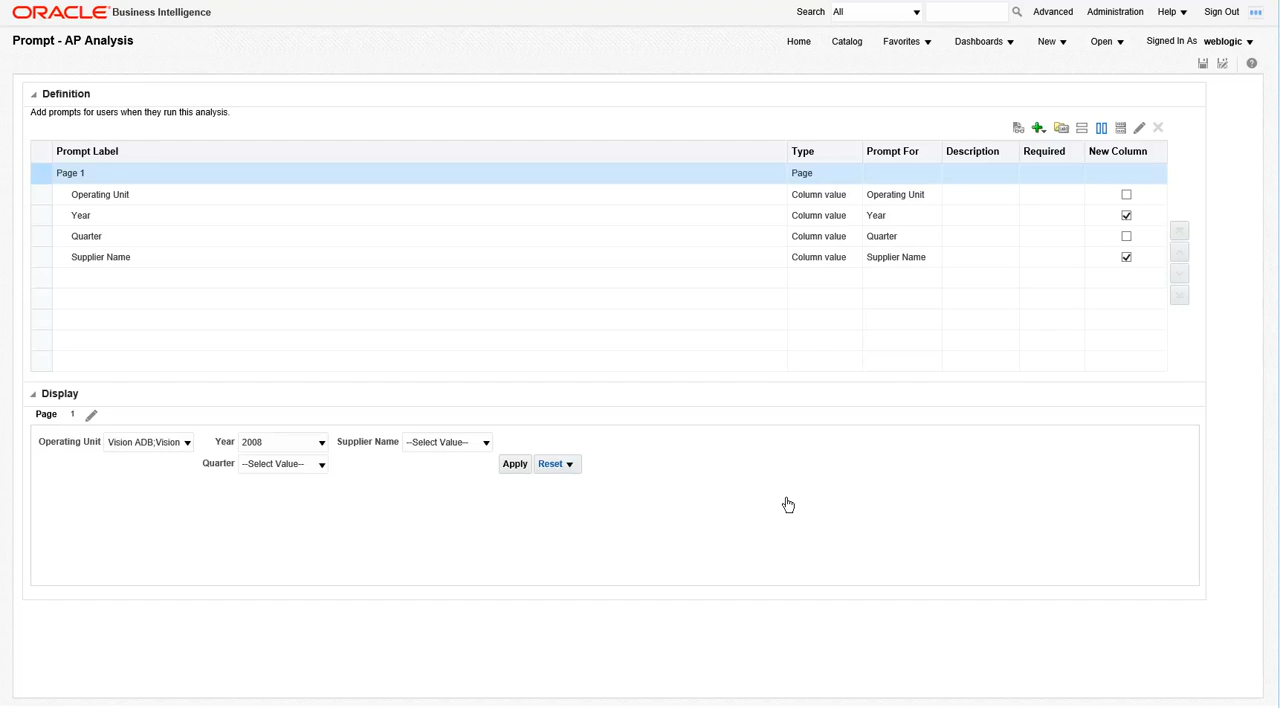 ORACLE Business Intelligence Search All Advanced Administration Help Sign Out
Prompt - AP Analysis Home Catalog Favorites Dashboards New Open Signed In As weblogic
Definition
Add prompts for users when they run this analysis.
Prompt Label Type Prompt For Description Required New Column
Page 1 Page
Operating Unit Column value Operating Unit
Year Column value Year
Quarter Column value Quarter
Supplier Name Column value Supplier Name
Display
Page 1
Operating Unit Vision ADB;Vision Year 2008 Supplier Name --Select Value--
Quarter --Select Value-- Apply Reset